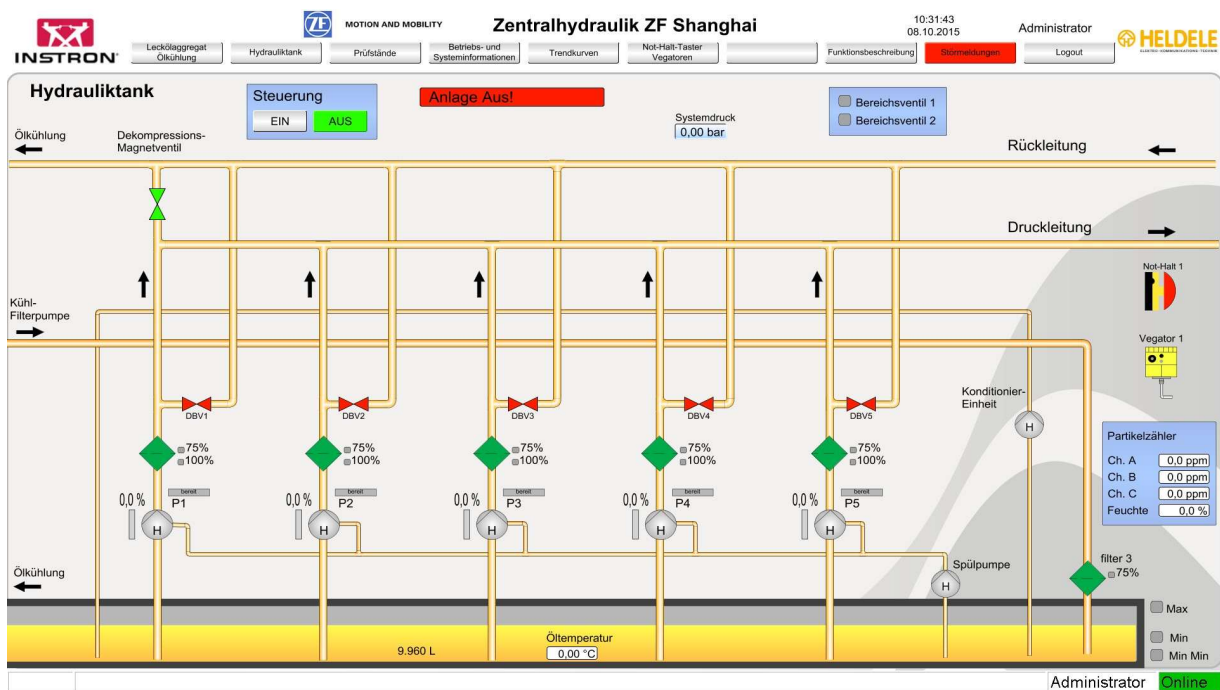 INSTRON
ZF
MOTION AND MOBILITY
Zentralhydraulik ZF Shanghai
10:31:43
08.10.2015
Administrator
HELDELE
ELEKTRO-KOMMUNIKATIONS-TECHNIK
Leckölaggregat
Ölkühlung
Hydrauliktank
Prüfstände
Betriebs- und
Systeminformationen
Trendkurven
Not-Halt-Taster
Vegatoren
Funktionsbeschreibung
Störmeldungen
Logout
Hydrauliktank
Steuerung
EIN
AUS
Anlage Aus!
Systemdruck
0,00 bar
Bereichsventil 1
Bereichsventil 2
Ölkühlung
Dekompressions-
Magnetventil
Rückleitung
Druckleitung
Not-Halt 1
Kühl-
Filterpumpe
Vegator 1
DBV1
DBV2
DBV3
DBV4
DBV5
Konditionier-
Einheit
H
75%
100%
75%
100%
75%
100%
75%
100%
75%
100%
Partikelzähler
Ch. A 0,0 ppm
Ch. B 0,0 ppm
Ch. C 0,0 ppm
Feuchte 0,0 %
0,0 % bereit P1
0,0 % bereit P2
0,0 % bereit P3
0,0 % bereit P4
0,0 % bereit P5
H
H
H
H
H
Ölkühlung
Spülpumpe
H
filter 3
75%
Max
Min
Min Min
9.960 L
Öltemperatur
0,00 °C
Administrator
Online